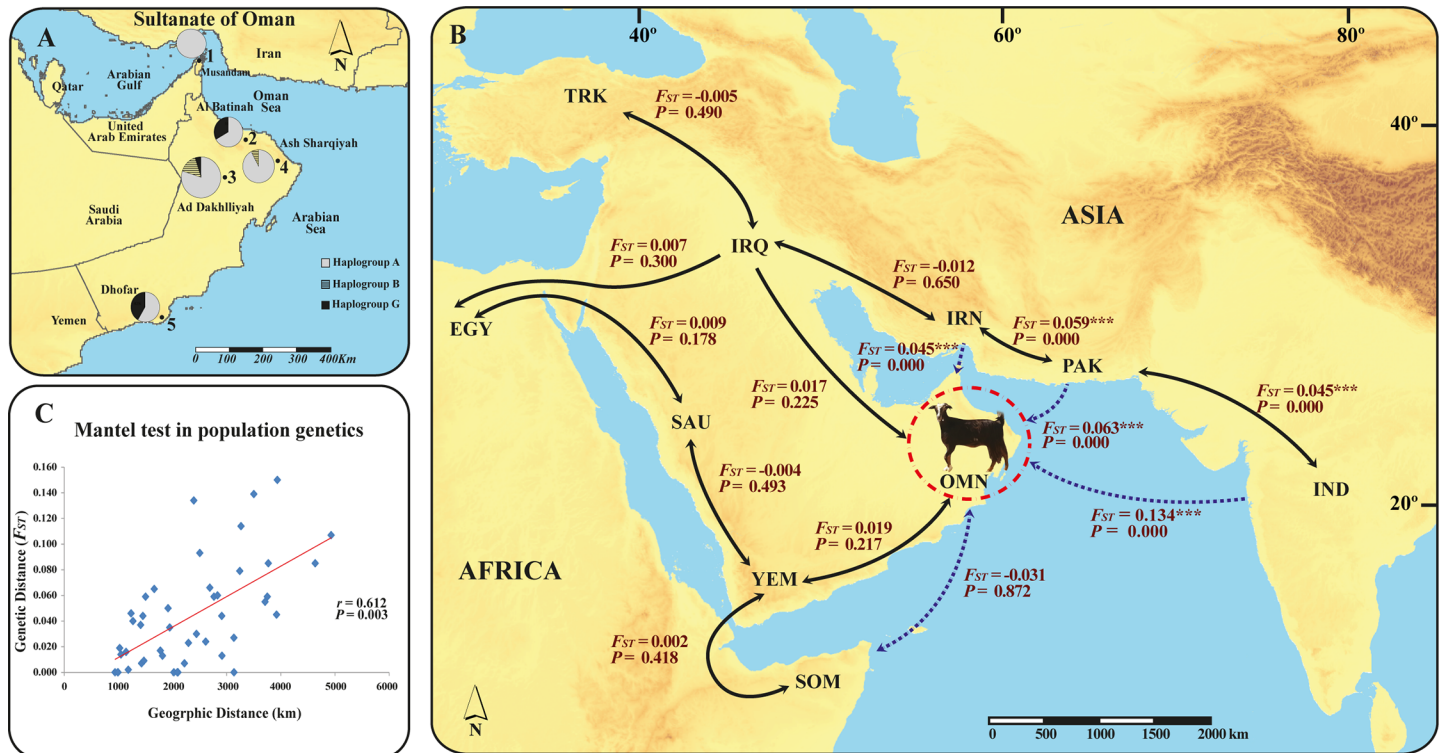 A
Sultanate of Oman
N
1
Iran
Musandam
Arabian
Gulf
Qatar
Oman
Sea
Al Batinah
United
Arab Emirates
2
Ash Sharqiyah
4
3
Ad Dakhlliyah
Saudi
Arabia
Arabian
Sea
Haplogroup A
Haplogroup B
Haplogroup G
Dhofar
Yemen
5
0 100 200 300 400Km
B
40º 60º 80º
40º
20º
TRK
FST = -0.005
P = 0.490
ASIA
IRQ
FST = 0.007
P = 0.300
FST = -0.012
P = 0.650
IRN
EGY
FST = 0.009
P = 0.178
FST = 0.059***
P = 0.000
FST = 0.045***
P = 0.000
PAK
FST = 0.017
P = 0.225
FST = 0.045***
P = 0.000
SAU
FST = 0.063***
P = 0.000
FST = -0.004
P = 0.493
OMN
IND
FST = 0.134***
P = 0.000
FST = 0.019
P = 0.217
AFRICA
YEM
FST = -0.031
P = 0.872
FST = 0.002
P = 0.418
SOM
N
0 500 1000 1500 2000 km
C
Mantel test in population genetics
Genetic Distance (FST)
0.160
0.140
0.120
0.100
0.080
0.060
0.040
0.020
0.000
r = 0.612
P = 0.003
0 1000 2000 3000 4000 5000 6000
Geogrphic Distance (km)